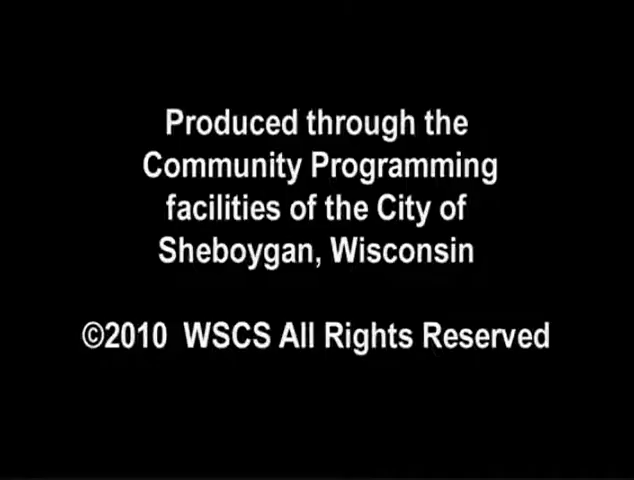 Produced through the
Community Programming
facilities of the City of
Sheboygan, Wisconsin
©2010 WSCS All Rights Reserved